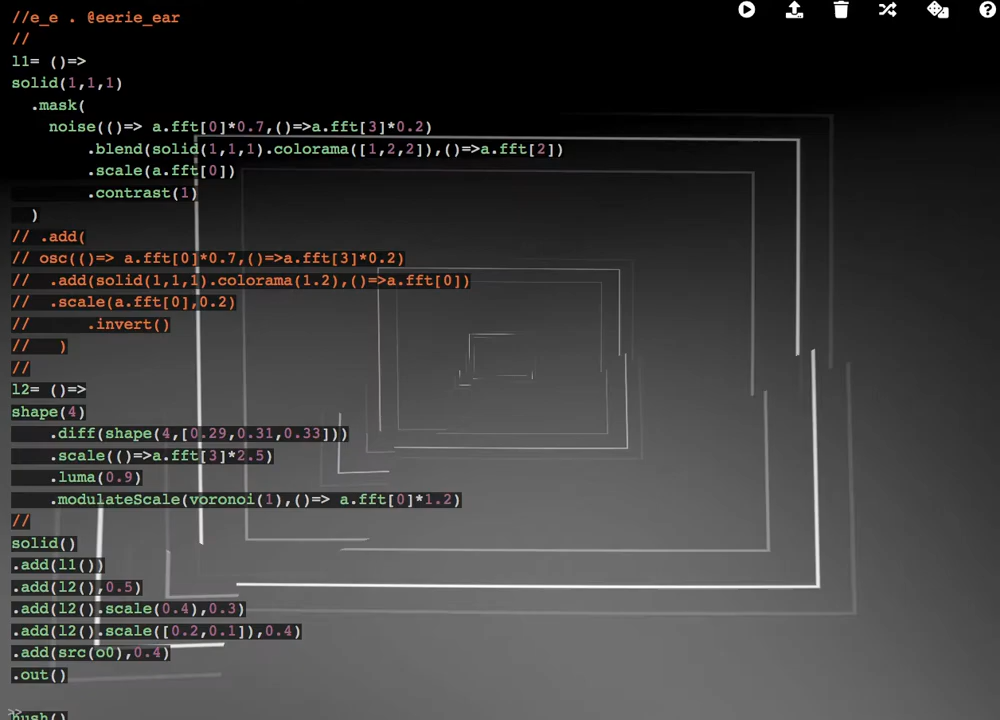 //e_e . @eerie_ear
//
l1= ()=>
solid(1,1,1)
  .mask(
    noise(()=> a.fft[0]*0.7,()=>a.fft[3]*0.2)
        .blend(solid(1,1,1).colorama([1,2,2]),()=>a.fft[2])
        .scale(a.fft[0])
        .contrast(1)
  )
// .add(
// osc(()=> a.fft[0]*0.7,()=>a.fft[3]*0.2)
//  .add(solid(1,1,1).colorama(1.2),()=>a.fft[0])
//  .scale(a.fft[0],0.2)
//      .invert()
//   )
//
l2= ()=>
shape(4)
    .diff(shape(4,[0.29,0.31,0.33]))
    .scale(()=>a.fft[3]*2.5)
    .luma(0.9)
    .modulateScale(voronoi(1),()=> a.fft[0]*1.2)
//
solid()
.add(l1())
.add(l2(),0.5)
.add(l2().scale(0.4),0.3)
.add(l2().scale([0.2,0.1]),0.4)
.add(src(o0),0.4)
.out()
>>
hush()